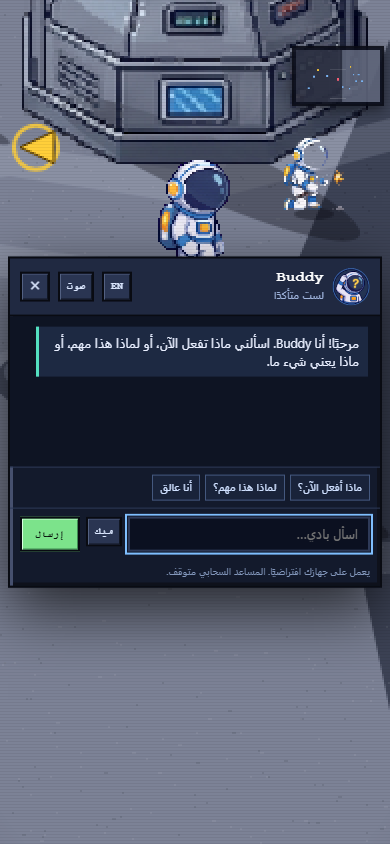 Buddy
لست متأكدًا
EN
صوت
✕
مرحبًا! أنا Buddy. اسألني ماذا تفعل الآن، أو لماذا هذا مهم، أو
ماذا يعني شيء ما.
ماذا أفعل الآن؟
لماذا هذا مهم؟
أنا عالق
اسأل بادي...
ميك
إرسال
يعمل على جهازك افتراضيًا. المساعد السحابي متوقف.